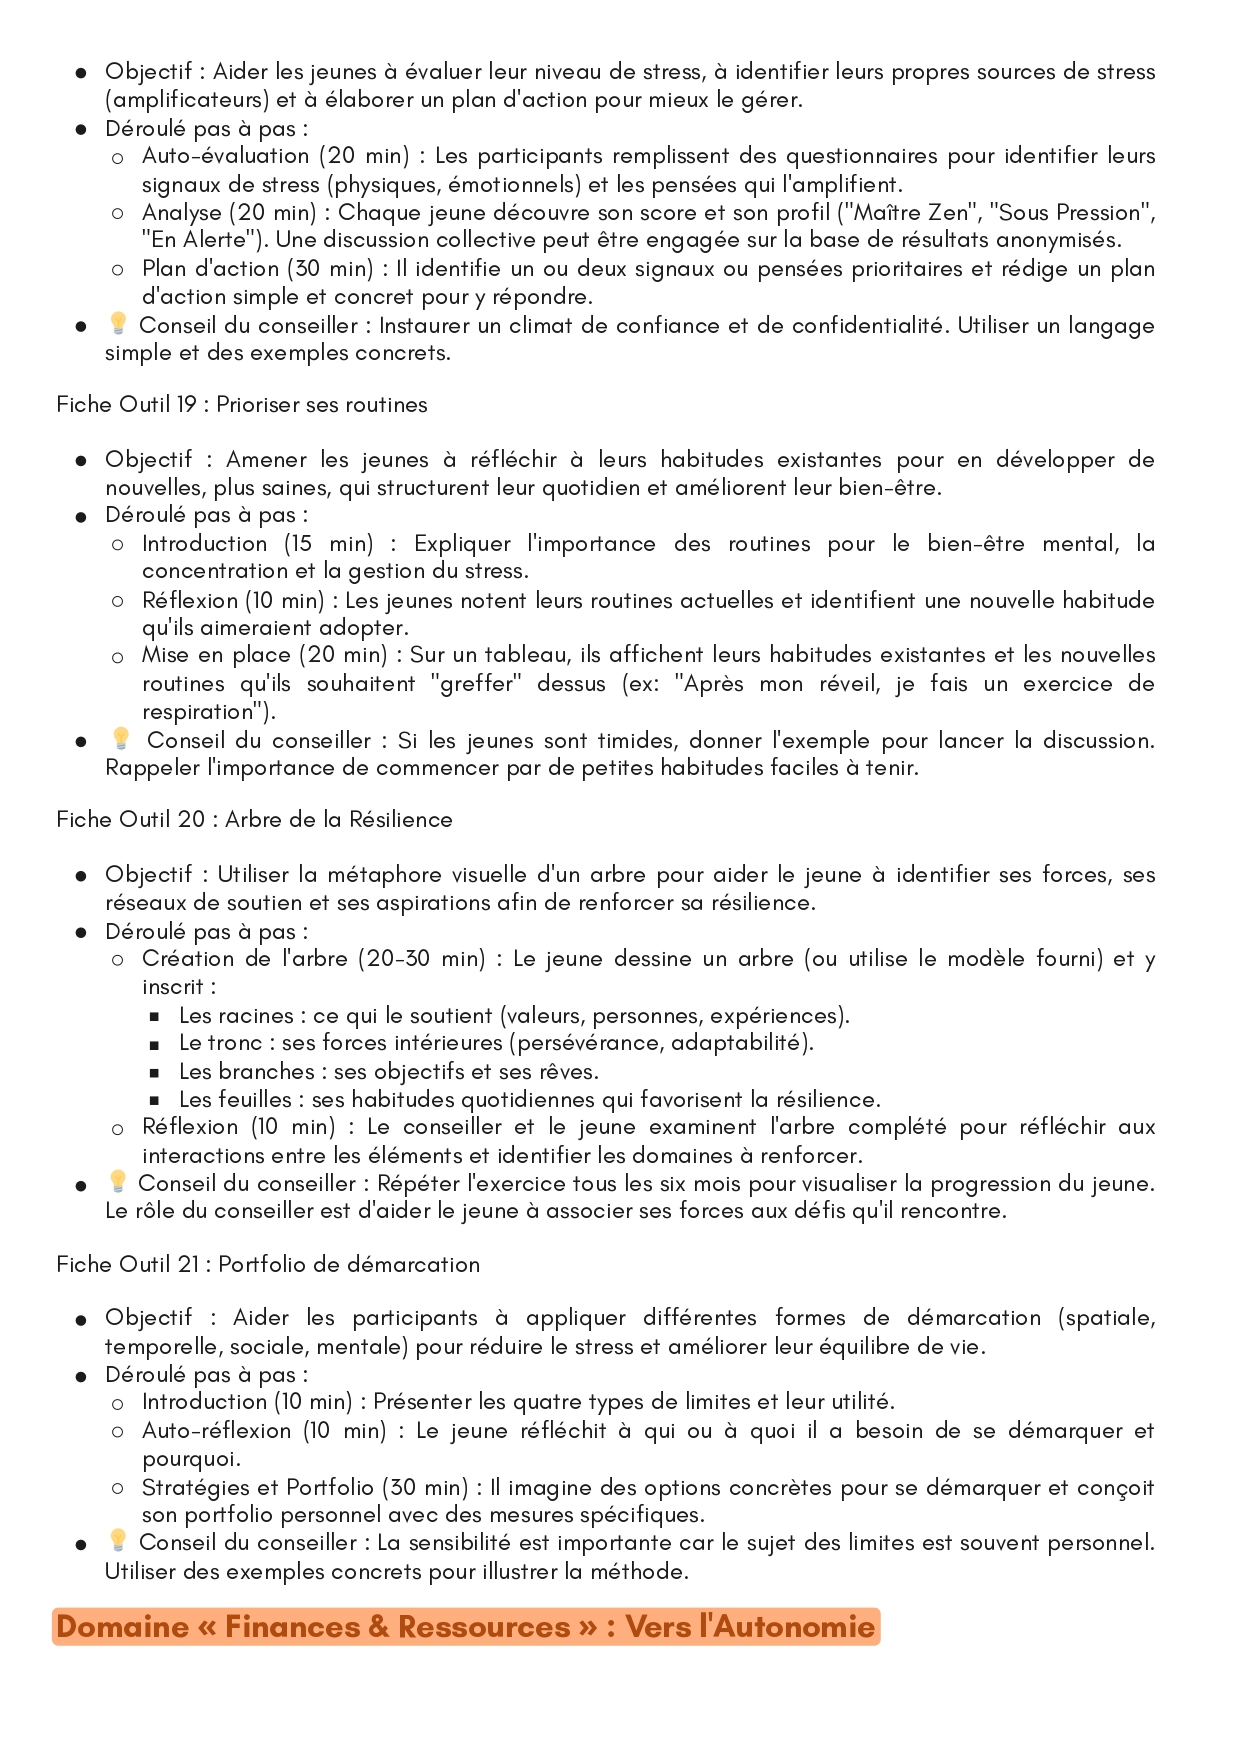 ● Objectif : Aider les jeunes à évaluer leur niveau de stress, à identifier leurs propres sources de stress
(amplificateurs) et à élaborer un plan d'action pour mieux le gérer.
● Déroulé pas à pas :
○ Auto-évaluation (20 min) : Les participants remplissent des questionnaires pour identifier leurs
signaux de stress (physiques, émotionnels) et les pensées qui l'amplifient.
○ Analyse (20 min) : Chaque jeune découvre son score et son profil ("Maître Zen", "Sous Pression",
"En Alerte"). Une discussion collective peut être engagée sur la base de résultats anonymisés.
○ Plan d'action (30 min) : Il identifie un ou deux signaux ou pensées prioritaires et rédige un plan
d'action simple et concret pour y répondre.
● 💡 Conseil du conseiller : Instaurer un climat de confiance et de confidentialité. Utiliser un langage
simple et des exemples concrets.
Fiche Outil 19 : Prioriser ses routines
● Objectif : Amener les jeunes à réfléchir à leurs habitudes existantes pour en développer de
nouvelles, plus saines, qui structurent leur quotidien et améliorent leur bien-être.
● Déroulé pas à pas :
○ Introduction (15 min) : Expliquer l'importance des routines pour le bien-être mental, la
concentration et la gestion du stress.
○ Réflexion (10 min) : Les jeunes notent leurs routines actuelles et identifient une nouvelle habitude
qu'ils aimeraient adopter.
○ Mise en place (20 min) : Sur un tableau, ils affichent leurs habitudes existantes et les nouvelles
routines qu'ils souhaitent "greffer" dessus (ex: "Après mon réveil, je fais un exercice de
respiration").
● 💡 Conseil du conseiller : Si les jeunes sont timides, donner l'exemple pour lancer la discussion.
Rappeler l'importance de commencer par de petites habitudes faciles à tenir.
Fiche Outil 20 : Arbre de la Résilience
● Objectif : Utiliser la métaphore visuelle d'un arbre pour aider le jeune à identifier ses forces, ses
réseaux de soutien et ses aspirations afin de renforcer sa résilience.
● Déroulé pas à pas :
○ Création de l'arbre (20-30 min) : Le jeune dessine un arbre (ou utilise le modèle fourni) et y
inscrit :
■ Les racines : ce qui le soutient (valeurs, personnes, expériences).
■ Le tronc : ses forces intérieures (persévérance, adaptabilité).
■ Les branches : ses objectifs et ses rêves.
■ Les feuilles : ses habitudes quotidiennes qui favorisent la résilience.
○ Réflexion (10 min) : Le conseiller et le jeune examinent l'arbre complété pour réfléchir aux
interactions entre les éléments et identifier les domaines à renforcer.
● 💡 Conseil du conseiller : Répéter l'exercice tous les six mois pour visualiser la progression du jeune.
Le rôle du conseiller est d'aider le jeune à associer ses forces aux défis qu'il rencontre.
Fiche Outil 21 : Portfolio de démarcation
● Objectif : Aider les participants à appliquer différentes formes de démarcation (spatiale,
temporelle, sociale, mentale) pour réduire le stress et améliorer leur équilibre de vie.
● Déroulé pas à pas :
○ Introduction (10 min) : Présenter les quatre types de limites et leur utilité.
○ Auto-réflexion (10 min) : Le jeune réfléchit à qui ou à quoi il a besoin de se démarquer et
pourquoi.
○ Stratégies et Portfolio (30 min) : Il imagine des options concrètes pour se démarquer et conçoit
son portfolio personnel avec des mesures spécifiques.
● 💡 Conseil du conseiller : La sensibilité est importante car le sujet des limites est souvent personnel.
Utiliser des exemples concrets pour illustrer la méthode.
Domaine « Finances & Ressources » : Vers l'Autonomie